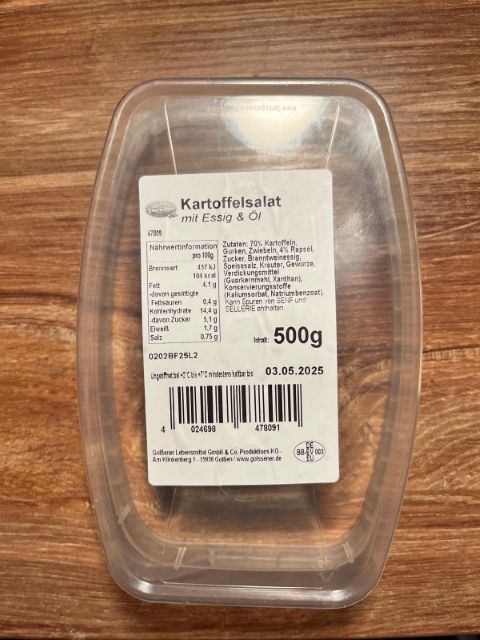 Kartoffelsalat
mit Essig & Öl
47809
Nährwertinformation
pro 100g
Brennwert 437 kJ
104 kcal
Fett 4,1 g
-davon gesättigte
Fettsäuren 0,4 g
Kohlenhydrate 14,4 g
-davon Zucker 5,1 g
Eiweiß 1,7 g
Salz 0,75 g
Zutaten: 70% Kartoffeln,
Gurken, Zwiebeln, 4% Rapsöl,
Zucker, Branntweinessig,
Speisesalz, Kräuter, Gewürze,
Verdickungsmittel
(Guarkernmehl, Xanthan),
Konservierungsstoffe
(Kaliumsorbat, Natriumbenzoat).
Kann Spuren von SENF und
SELLERIE enthalten.
Inhalt: 500g
0202BF25L2
Ungeöffnet bei +2°C bis +7°C mindestens haltbar bis: 03.05.2025
4 024698 478091
Golßener Lebensmittel GmbH & Co. Produktions KG -
Am Klinkenberg 1 - 15938 Golßen / www.golssener.de
DE
BB-EV 003
EU